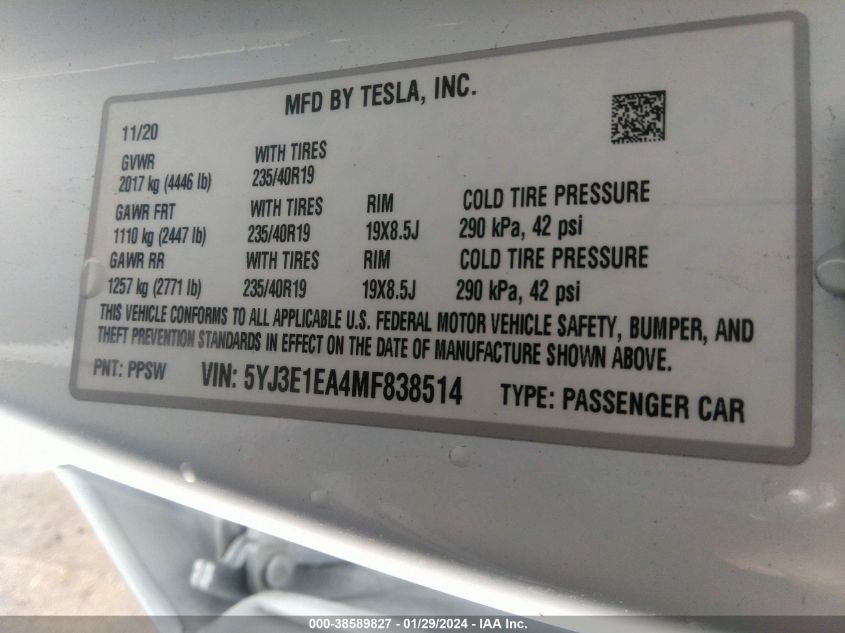 MFD BY TESLA, INC.
11/20
GVWR WITH TIRES
2017 kg (4446 lb) 235/40R19
GAWR FRT WITH TIRES RIM COLD TIRE PRESSURE
1110 kg (2447 lb) 235/40R19 19X8.5J 290 kPa, 42 psi
GAWR RR WITH TIRES RIM COLD TIRE PRESSURE
1257 kg (2771 lb) 235/40R19 19X8.5J 290 kPa, 42 psi
THIS VEHICLE CONFORMS TO ALL APPLICABLE U.S. FEDERAL MOTOR VEHICLE SAFETY, BUMPER, AND
THEFT PREVENTION STANDARDS IN EFFECT ON THE DATE OF MANUFACTURE SHOWN ABOVE.
PNT: PPSW VIN: 5YJ3E1EA4MF838514 TYPE: PASSENGER CAR
000-38589827 - 01/29/2024 - IAA Inc.